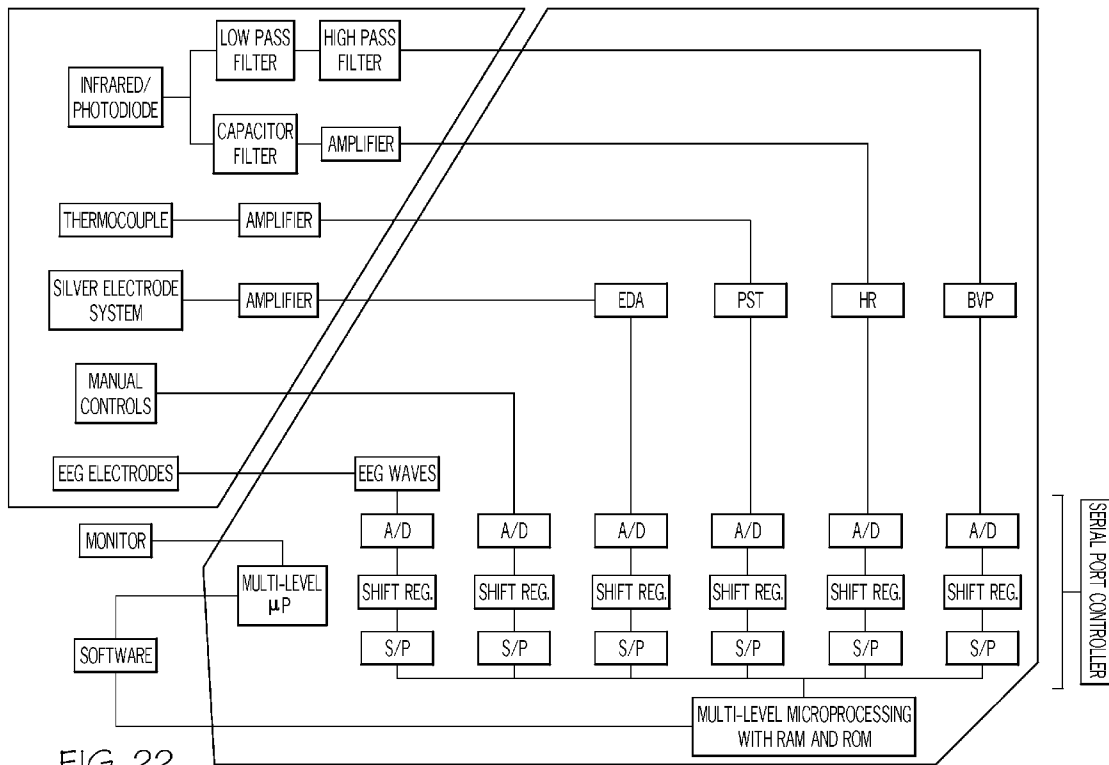 LOW PASS
FILTER
HIGH PASS
FILTER
INFRARED/
PHOTODIODE
CAPACITOR
FILTER
AMPLIFIER
THERMOCOUPLE
AMPLIFIER
SILVER ELECTRODE
SYSTEM
AMPLIFIER
EDA
PST
HR
BVP
MANUAL
CONTROLS
EEG ELECTRODES
EEG WAVES
MONITOR
A/D
A/D
A/D
A/D
A/D
A/D
MULTI-LEVEL
μP
SHIFT REG.
SHIFT REG.
SHIFT REG.
SHIFT REG.
SHIFT REG.
SHIFT REG.
SOFTWARE
S/P
S/P
S/P
S/P
S/P
S/P
SERIAL PORT CONTROLLER
MULTI-LEVEL MICROPROCESSING
WITH RAM AND ROM
FIG. 22